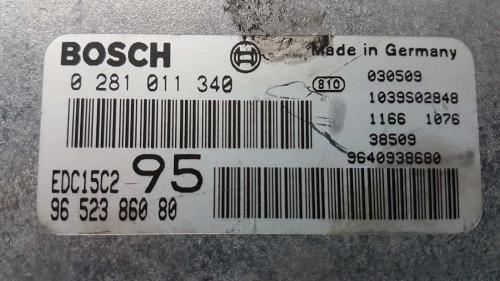 BOSCH
Made in Germany
0 281 011 340
810
030509
1039S02848
1166 1076
38509
9640938680
EDC15C2 95
96 523 860 80